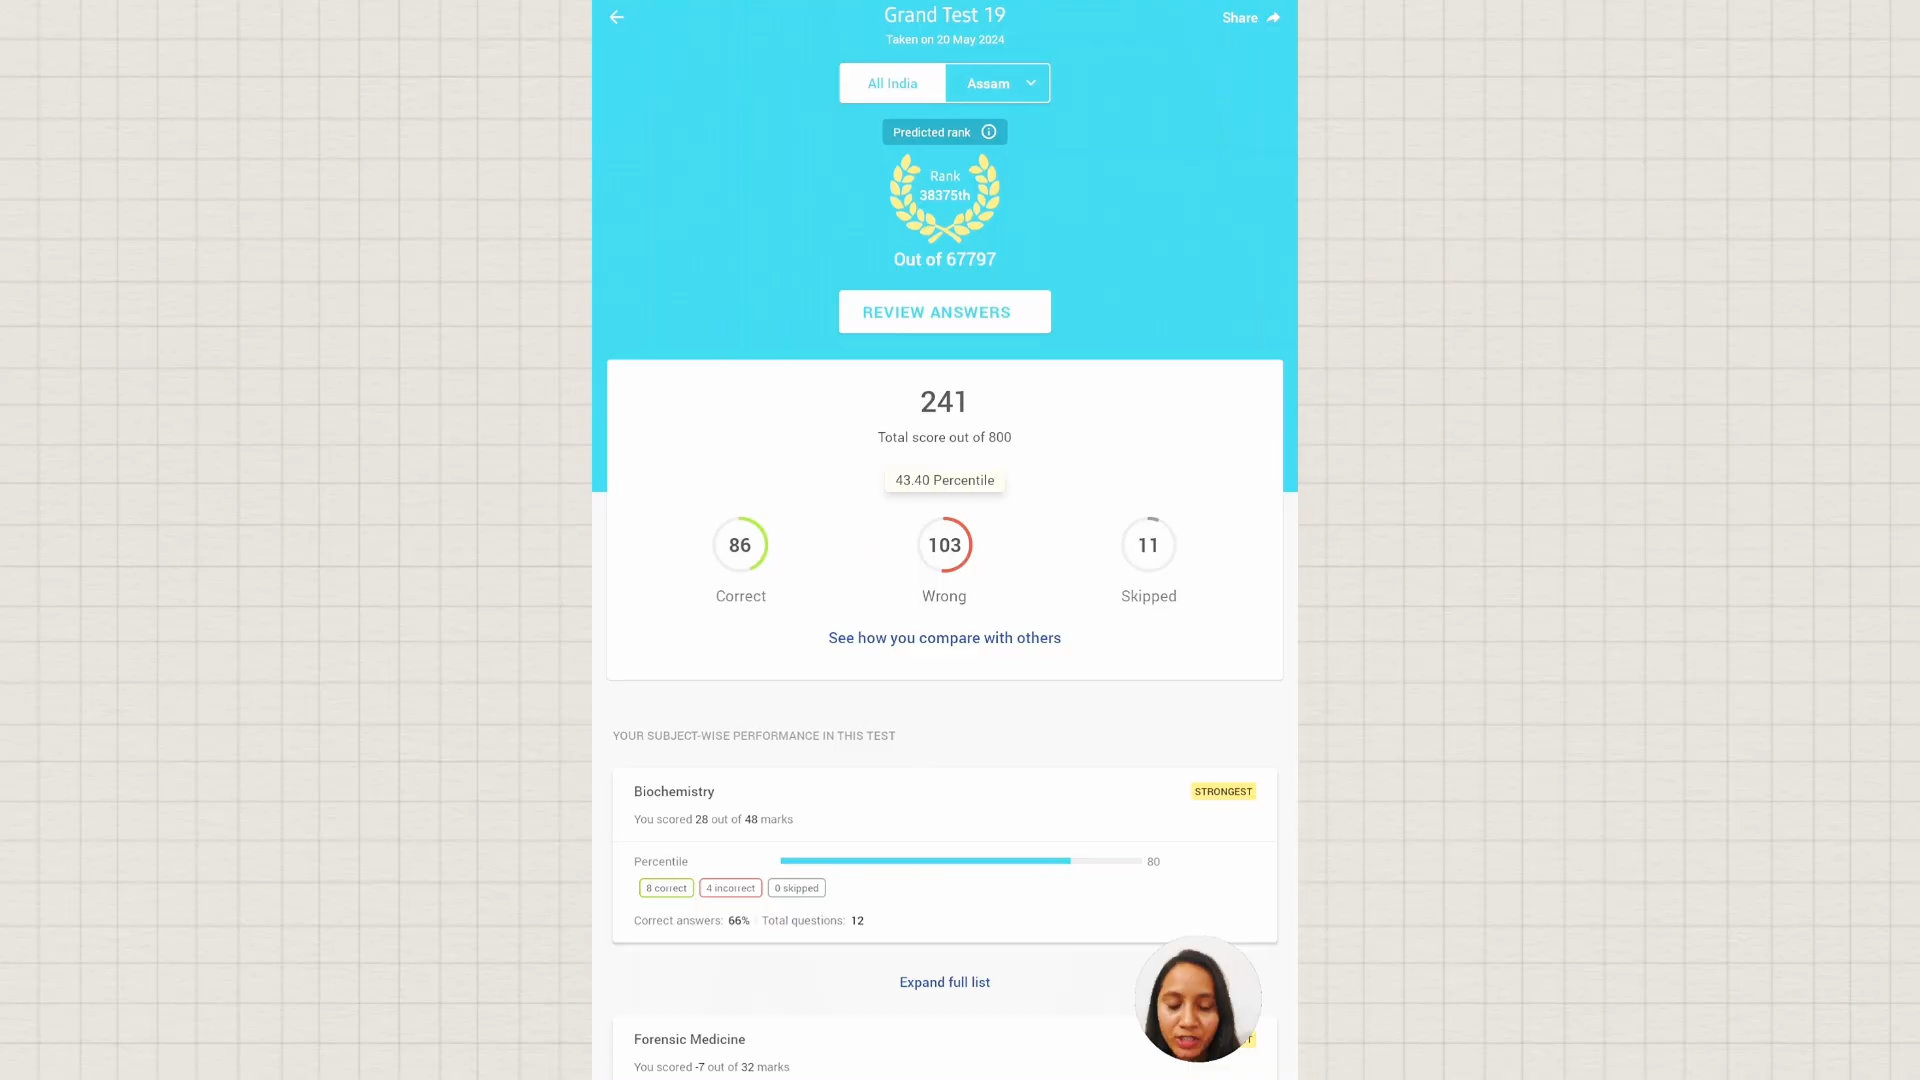 Grand Test 19
Share
Taken on 20 May 2024
All India
Assam
Predicted rank
Rank
38375th
Out of 67797
REVIEW ANSWERS
241
Total score out of 800
43.40 Percentile
86
103
11
Correct
Wrong
Skipped
See how you compare with others
YOUR SUBJECT-WISE PERFORMANCE IN THIS TEST
Biochemistry
STRONGEST
You scored 28 out of 48 marks
Percentile
80
8 correct
4 incorrect
0 skipped
Correct answers: 66%
Total questions: 12
Expand full list
Forensic Medicine
You scored -7 out of 32 marks